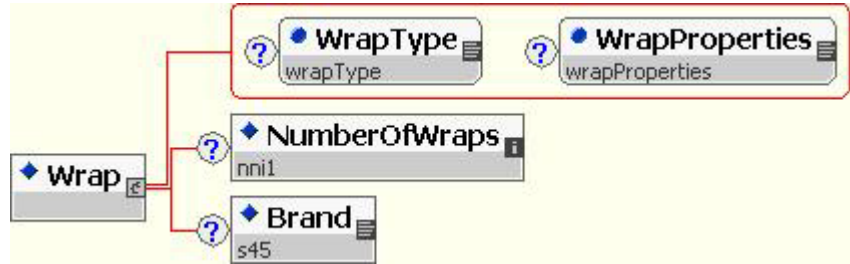 ? WrapType ? WrapProperties
wrapType wrapProperties
? NumberOfWraps
nni1
Wrap
? Brand
s45